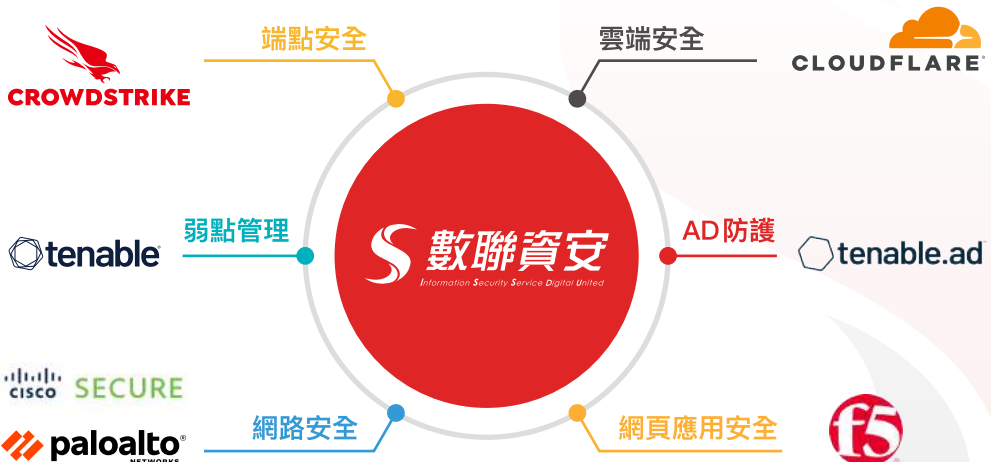 端點安全
雲端安全
CROWDSTRIKE
CLOUDFLARE
弱點管理
AD防護
tenable
tenable.ad
數聯資安
Information Security Service Digital United
CISCO SECURE
網路安全
網頁應用安全
paloalto
NETWORKS
f5